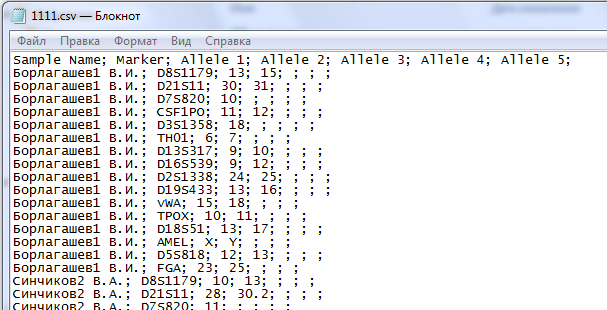 1111.csv — Блокнот
Файл Правка Формат Вид Справка
Sample Name; Marker; Allele 1; Allele 2; Allele 3; Allele 4; Allele 5;
Борлагашев1 В.И.; D8S1179; 13; 15; ; ; ;
Борлагашев1 В.И.; D21S11; 30; 31; ; ; ;
Борлагашев1 В.И.; D7S820; 10; ; ; ; ;
Борлагашев1 В.И.; CSF1PO; 11; 12; ; ; ;
Борлагашев1 В.И.; D3S1358; 18; ; ; ; ;
Борлагашев1 В.И.; TH01; 6; 7; ; ; ;
Борлагашев1 В.И.; D13S317; 9; 10; ; ; ;
Борлагашев1 В.И.; D16S539; 9; 12; ; ; ;
Борлагашев1 В.И.; D2S1338; 24; 25; ; ; ;
Борлагашев1 В.И.; D19S433; 13; 16; ; ; ;
Борлагашев1 В.И.; vWA; 15; 18; ; ; ;
Борлагашев1 В.И.; TPOX; 10; 11; ; ; ;
Борлагашев1 В.И.; D18S51; 13; 17; ; ; ;
Борлагашев1 В.И.; AMEL; X; Y; ; ; ;
Борлагашев1 В.И.; D5S818; 12; 13; ; ; ;
Борлагашев1 В.И.; FGA; 23; 25; ; ; ;
Синчиков2 В.А.; D8S1179; 10; 13; ; ; ;
Синчиков2 В.А.; D21S11; 28; 30.2; ; ; ;
Синчиков2 В.А.; D7S820; 11; ; ; ; ;